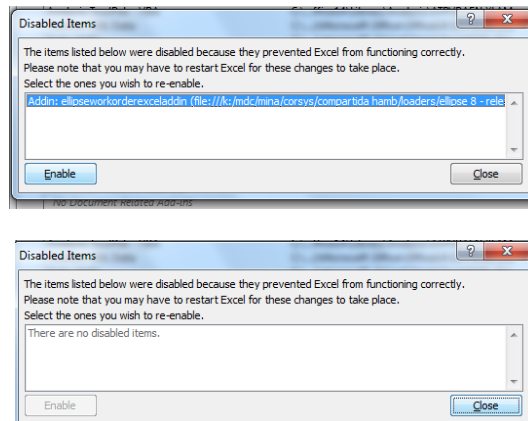 Disabled Items
The items listed below were disabled because they prevented Excel from functioning correctly.
Please note that you may have to restart Excel for these changes to take place.
Select the ones you wish to re-enable.
Addin: ellipseworkorderexceladdin (file:///k:/mdc/mina/corsys/compartida hamb/loaders/ellipse 8 - rele
Enable
Close
No Document Related Add-ins
Disabled Items
The items listed below were disabled because they prevented Excel from functioning correctly.
Please note that you may have to restart Excel for these changes to take place.
Select the ones you wish to re-enable.
There are no disabled items.
Enable
Close